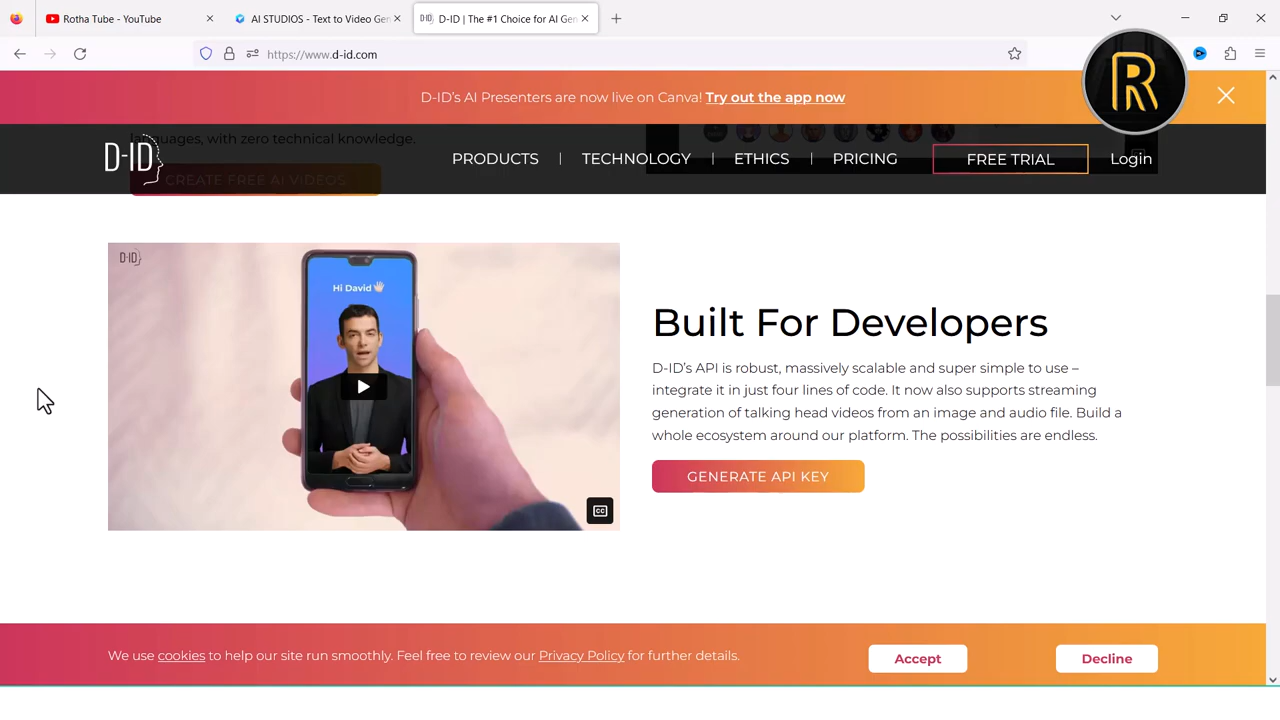 Rotha Tube - YouTube
AI STUDIOS - Text to Video Gen
D-ID | The #1 Choice for AI Gen
https://www.d-id.com
R
D-ID’s AI Presenters are now live on Canva! Try out the app now
languages, with zero technical knowledge.
D-ID
PRODUCTS | TECHNOLOGY | ETHICS | PRICING FREE TRIAL Login
CREATE FREE AI VIDEOS
D-ID
Hi David
CC
Built For Developers
D-ID’s API is robust, massively scalable and super simple to use –
integrate it in just four lines of code. It now also supports streaming
generation of talking head videos from an image and audio file. Build a
whole ecosystem around our platform. The possibilities are endless.
GENERATE API KEY
We use cookies to help our site run smoothly. Feel free to review our Privacy Policy for further details.
Accept
Decline